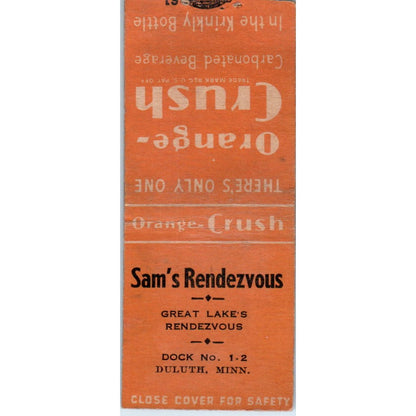 THERE'S ONLY ONE
Orange-
Crush
TRADE MARK REG. U.S. PAT. OFF.
Carbonated Beverage
In the Krinkly Bottle
Orange-Crush
Sam's Rendezvous
GREAT LAKE'S
RENDEZVOUS
DOCK No. 1-2
DULUTH, MINN.
CLOSE COVER FOR SAFETY